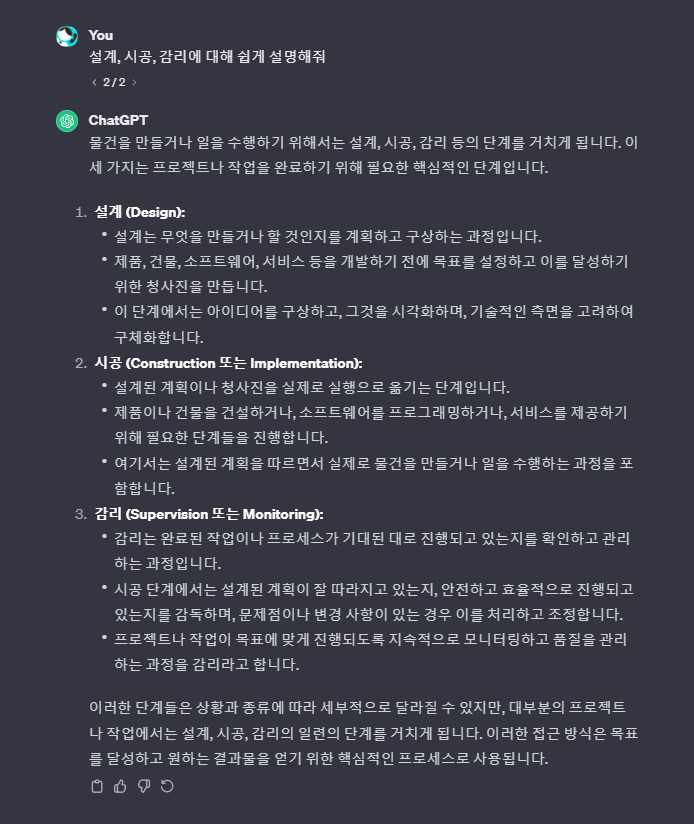 You
설계, 시공, 감리에 대해 쉽게 설명해줘
2 / 2
ChatGPT
물건을 만들거나 일을 수행하기 위해서는 설계, 시공, 감리 등의 단계를 거치게 됩니다. 이
세 가지는 프로젝트나 작업을 완료하기 위해 필요한 핵심적인 단계입니다.
1. 설계 (Design):
• 설계는 무엇을 만들거나 할 것인지를 계획하고 구상하는 과정입니다.
• 제품, 건물, 소프트웨어, 서비스 등을 개발하기 전에 목표를 설정하고 이를 달성하기
위한 청사진을 만듭니다.
• 이 단계에서는 아이디어를 구상하고, 그것을 시각화하며, 기술적인 측면을 고려하여
구체화합니다.
2. 시공 (Construction 또는 Implementation):
• 설계된 계획이나 청사진을 실제로 실행으로 옮기는 단계입니다.
• 제품이나 건물을 건설하거나, 소프트웨어를 프로그래밍하거나, 서비스를 제공하기
위해 필요한 단계들을 진행합니다.
• 여기서는 설계된 계획을 따르면서 실제로 물건을 만들거나 일을 수행하는 과정을 포
함합니다.
3. 감리 (Supervision 또는 Monitoring):
• 감리는 완료된 작업이나 프로세스가 기대된 대로 진행되고 있는지를 확인하고 관리
하는 과정입니다.
• 시공 단계에서는 설계된 계획이 잘 따라지고 있는지, 안전하고 효율적으로 진행되고
있는지를 감독하며, 문제점이나 변경 사항이 있는 경우 이를 처리하고 조정합니다.
• 프로젝트나 작업이 목표에 맞게 진행되도록 지속적으로 모니터링하고 품질을 관리
하는 과정을 감리라고 합니다.
이러한 단계들은 상황과 종류에 따라 세부적으로 달라질 수 있지만, 대부분의 프로젝트
나 작업에서는 설계, 시공, 감리의 일련의 단계를 거치게 됩니다. 이러한 접근 방식은 목표
를 달성하고 원하는 결과물을 얻기 위한 핵심적인 프로세스로 사용됩니다.